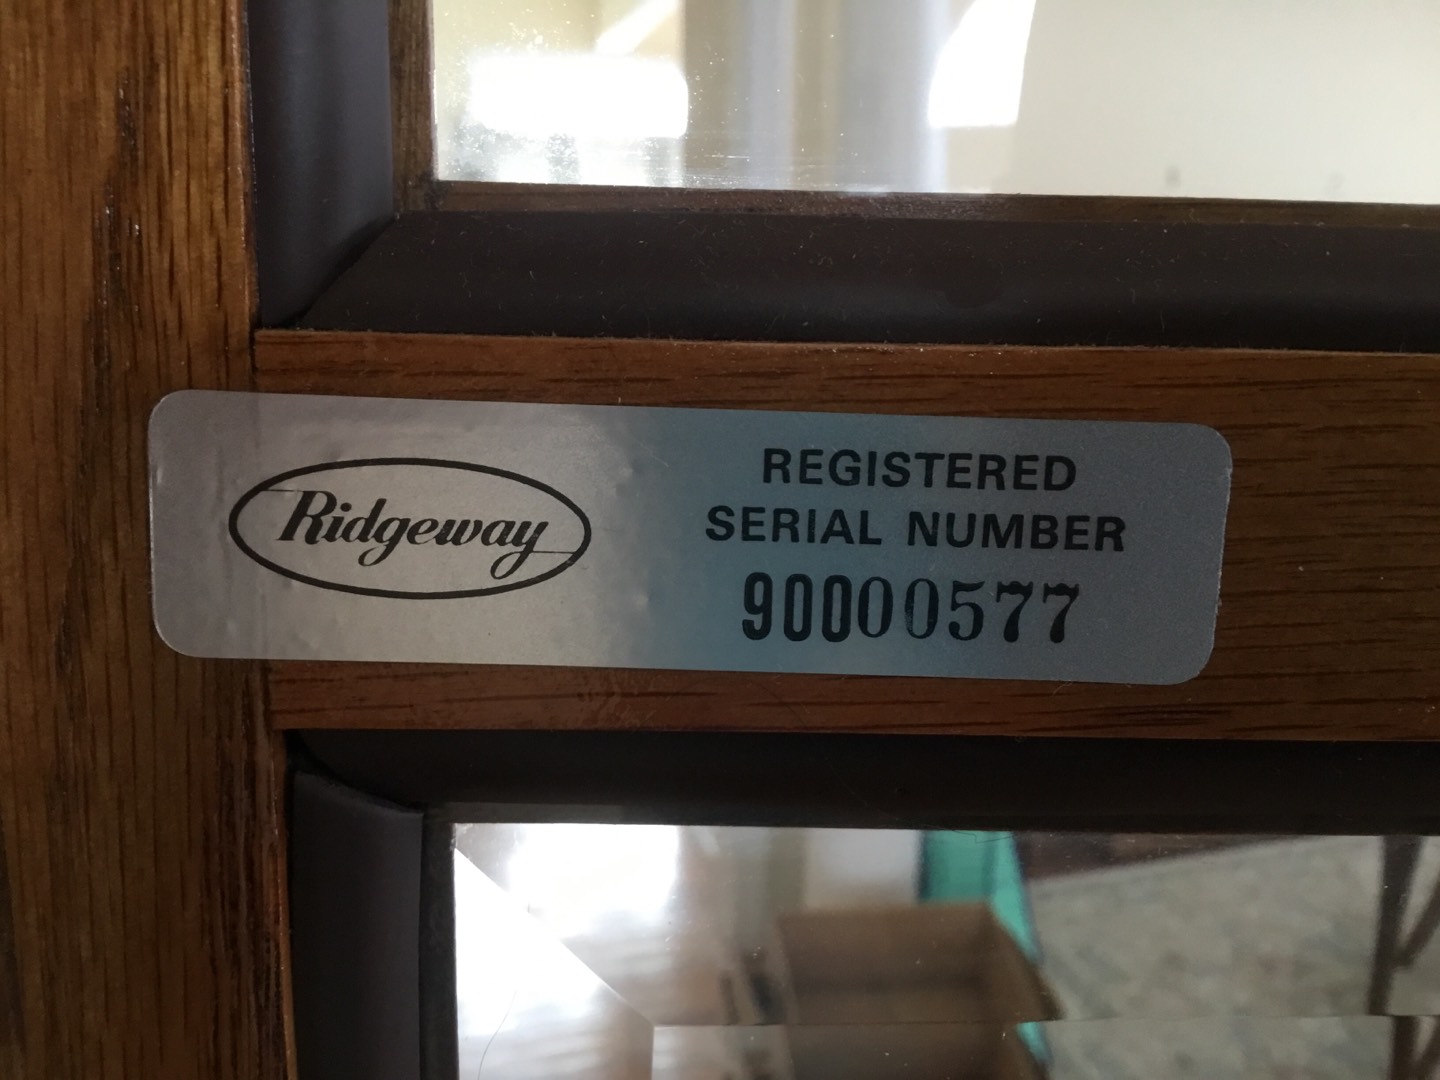 Ridgeway
REGISTERED
SERIAL NUMBER
90000577